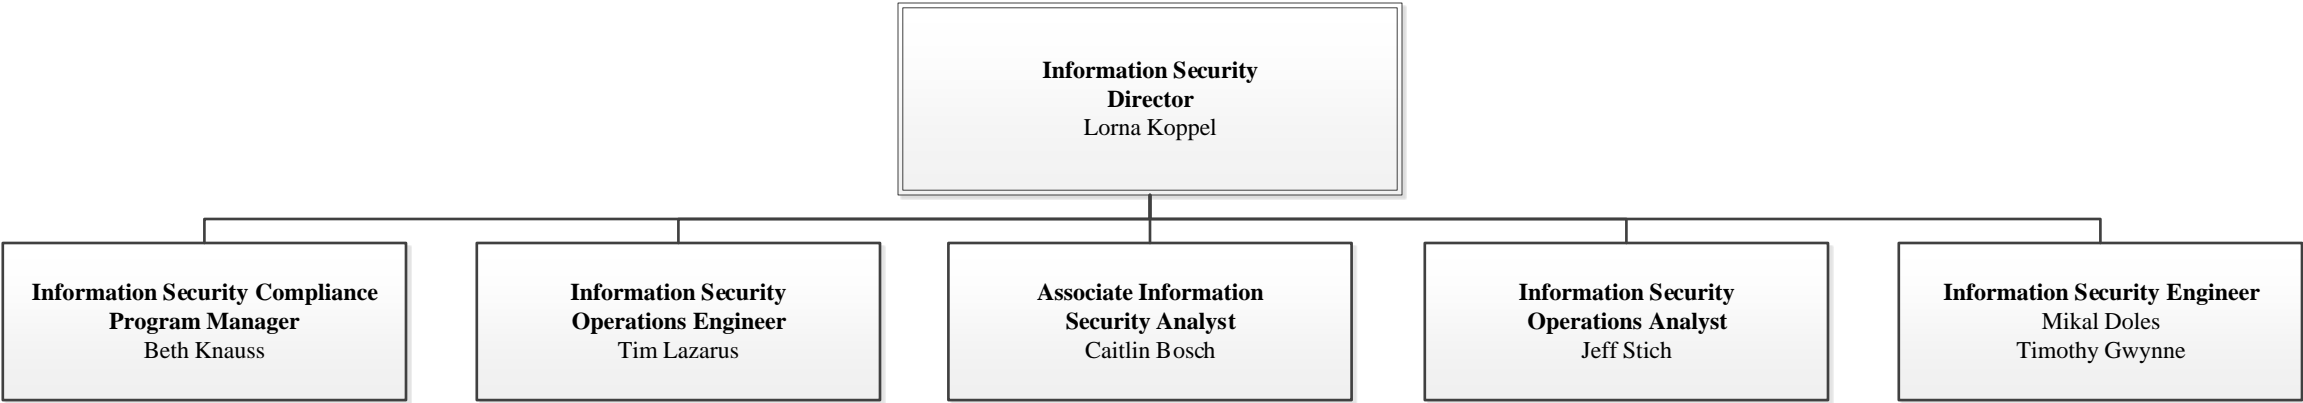 Information Security
Director
Lorna Koppel
Information Security Compliance
Program Manager
Beth Knauss
Information Security
Operations Engineer
Tim Lazarus
Associate Information
Security Analyst
Caitlin Bosch
Information Security
Operations Analyst
Jeff Stich
Information Security Engineer
Mikal Doles
Timothy Gwynne